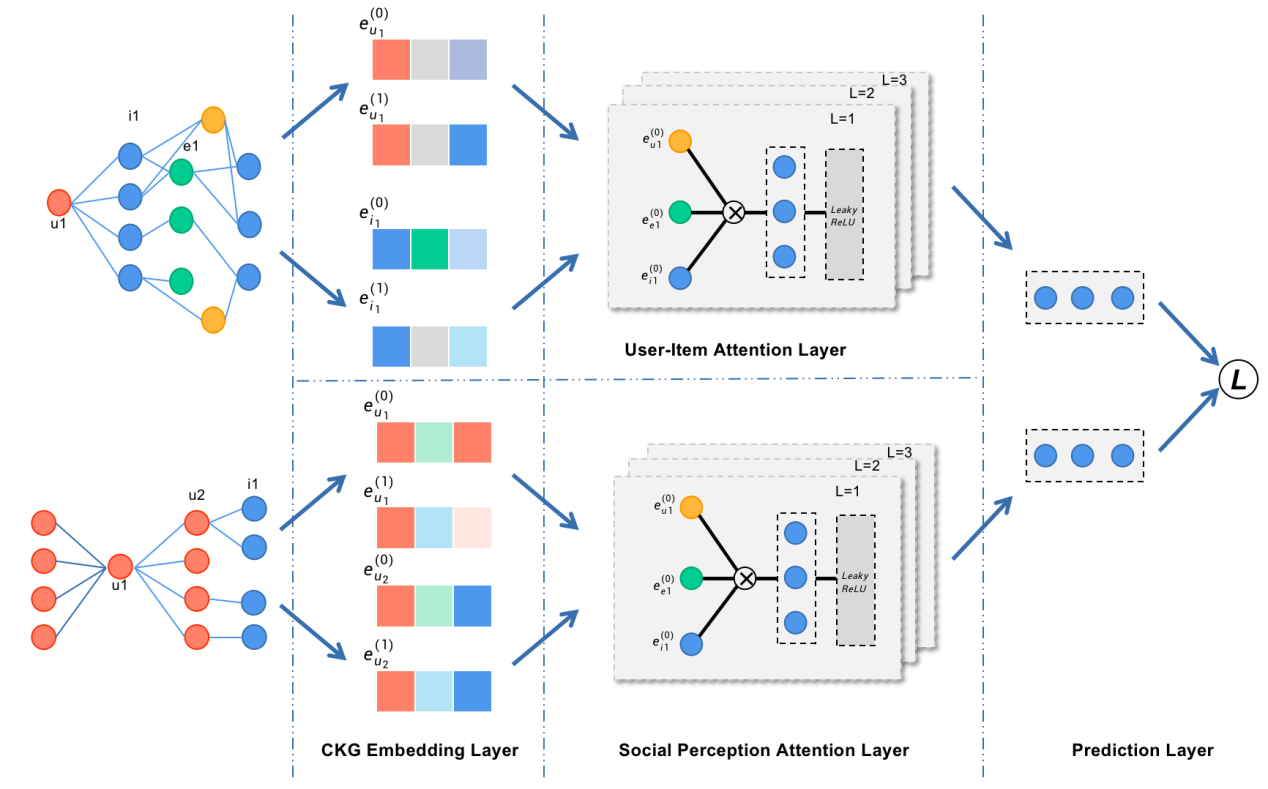 i1
e1
u1
e_{u_1}^{(0)}
e_{u_1}^{(1)}
e_{i_1}^{(0)}
e_{i_1}^{(1)}
L=3
L=2
L=1
e_{u1}^{(0)}
e_{e1}^{(0)}
e_{i1}^{(0)}
Leaky
ReLU
User-Item Attention Layer
L
u2
i1
u1
e_{u_1}^{(0)}
e_{u_1}^{(1)}
e_{u_2}^{(0)}
e_{u_2}^{(1)}
L=3
L=2
L=1
e_{u1}^{(0)}
e_{e1}^{(0)}
e_{i1}^{(0)}
Leaky
ReLU
CKG Embedding Layer
Social Perception Attention Layer
Prediction Layer